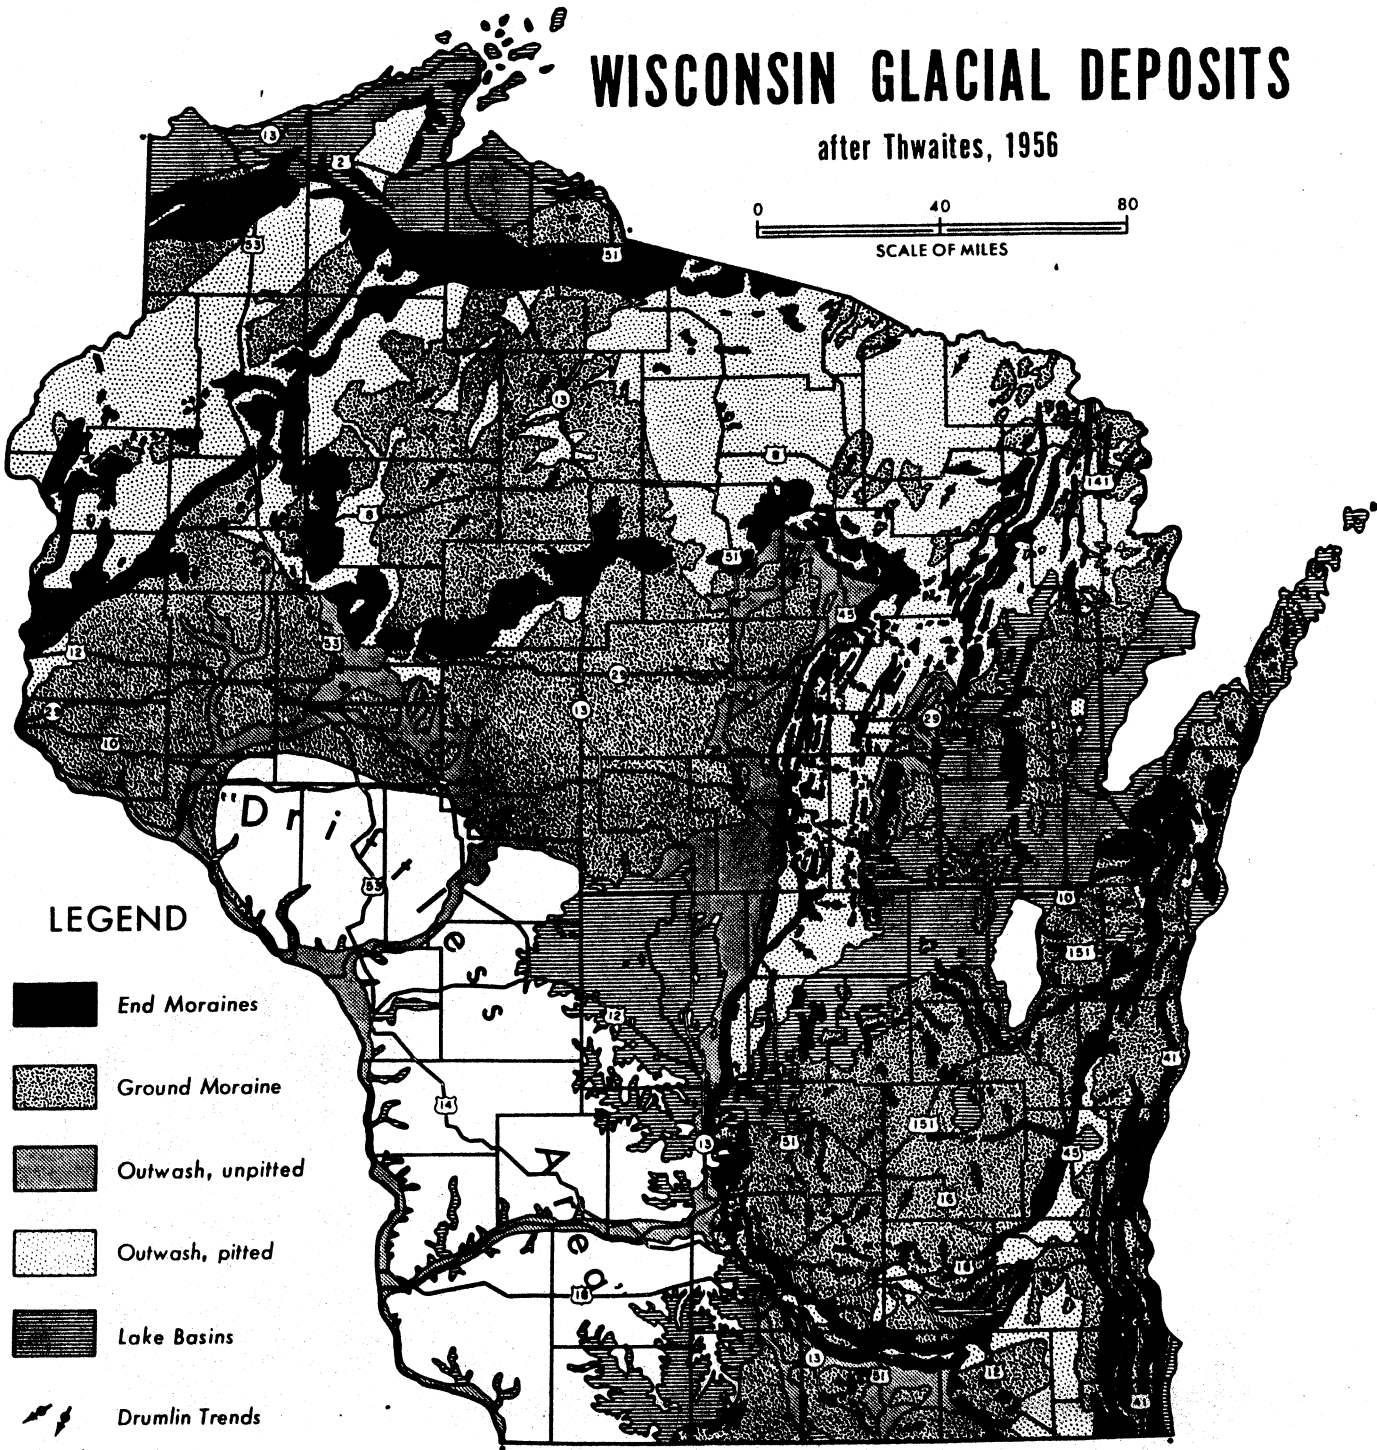 WISCONSIN GLACIAL DEPOSITS
after Thwaites, 1956
0 40 80
SCALE OF MILES
13
2
53
51
13
8
141
8
51
45
53
12
29
29
13
29
10
"Driftless Area"
53
10
151
12
41
14
13
51
151
45
16
18
18
13
51
15
41
LEGEND
End Moraines
Ground Moraine
Outwash, unpitted
Outwash, pitted
Lake Basins
Drumlin Trends